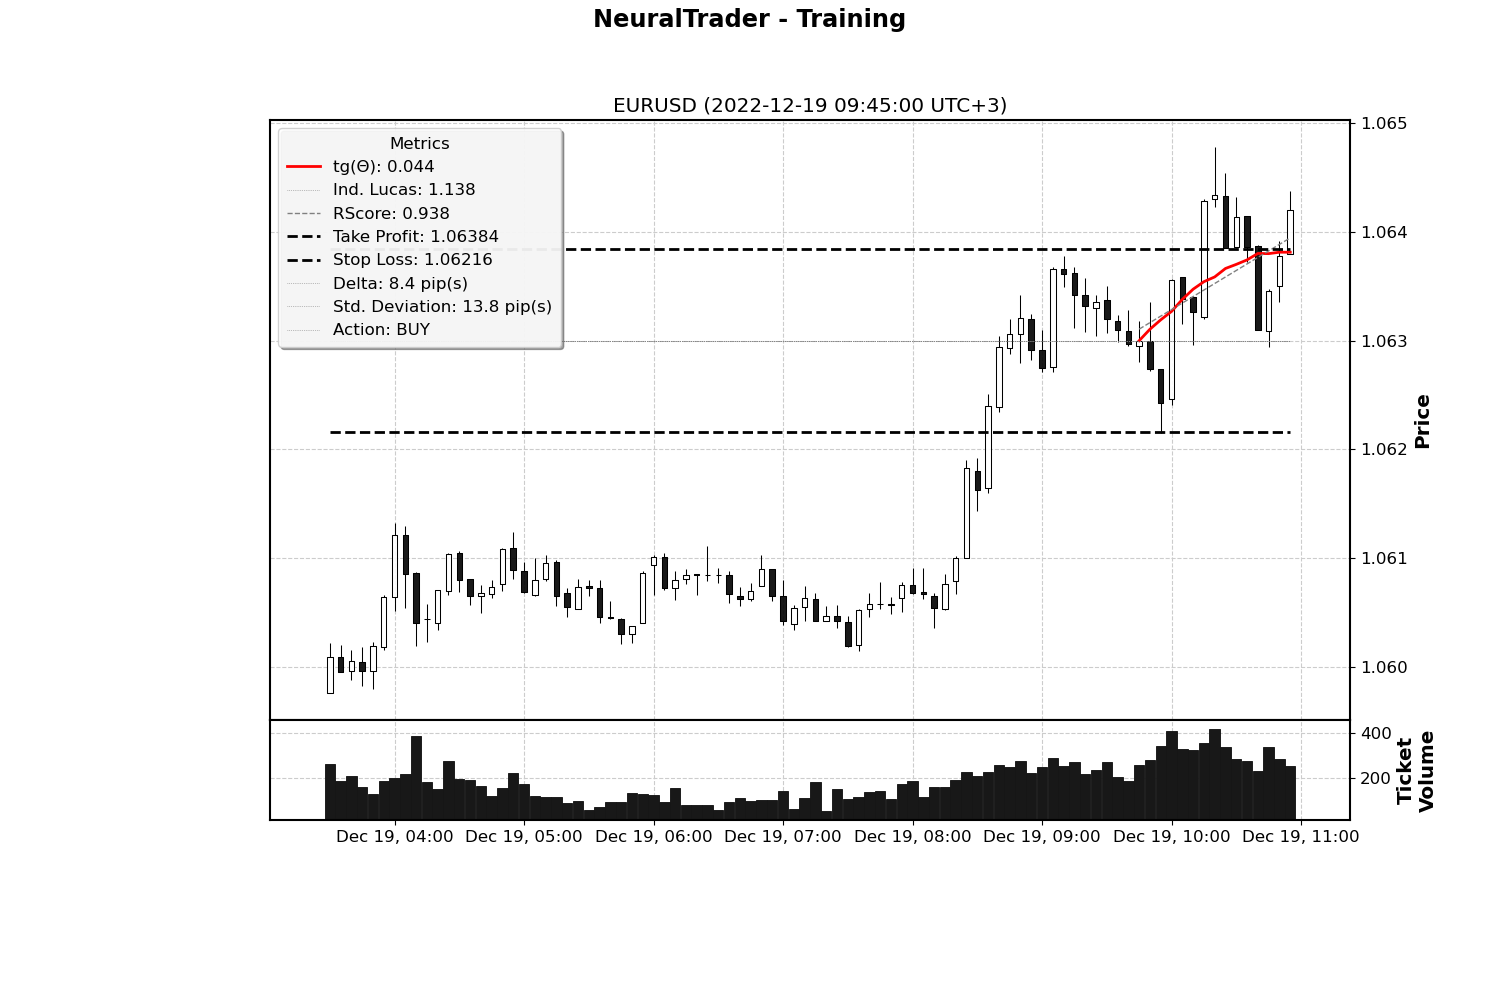 NeuralTrader - Training
EURUSD (2022-12-19 09:45:00 UTC+3)
Metrics
tg(Θ): 0.044
Ind. Lucas: 1.138
RScore: 0.938
Take Profit: 1.06384
Stop Loss: 1.06216
Delta: 8.4 pip(s)
Std. Deviation: 13.8 pip(s)
Action: BUY
1.065
1.064
1.063
1.062
1.061
1.060
Price
400
200
Ticket
Volume
Dec 19, 04:00
Dec 19, 05:00
Dec 19, 06:00
Dec 19, 07:00
Dec 19, 08:00
Dec 19, 09:00
Dec 19, 10:00
Dec 19, 11:00